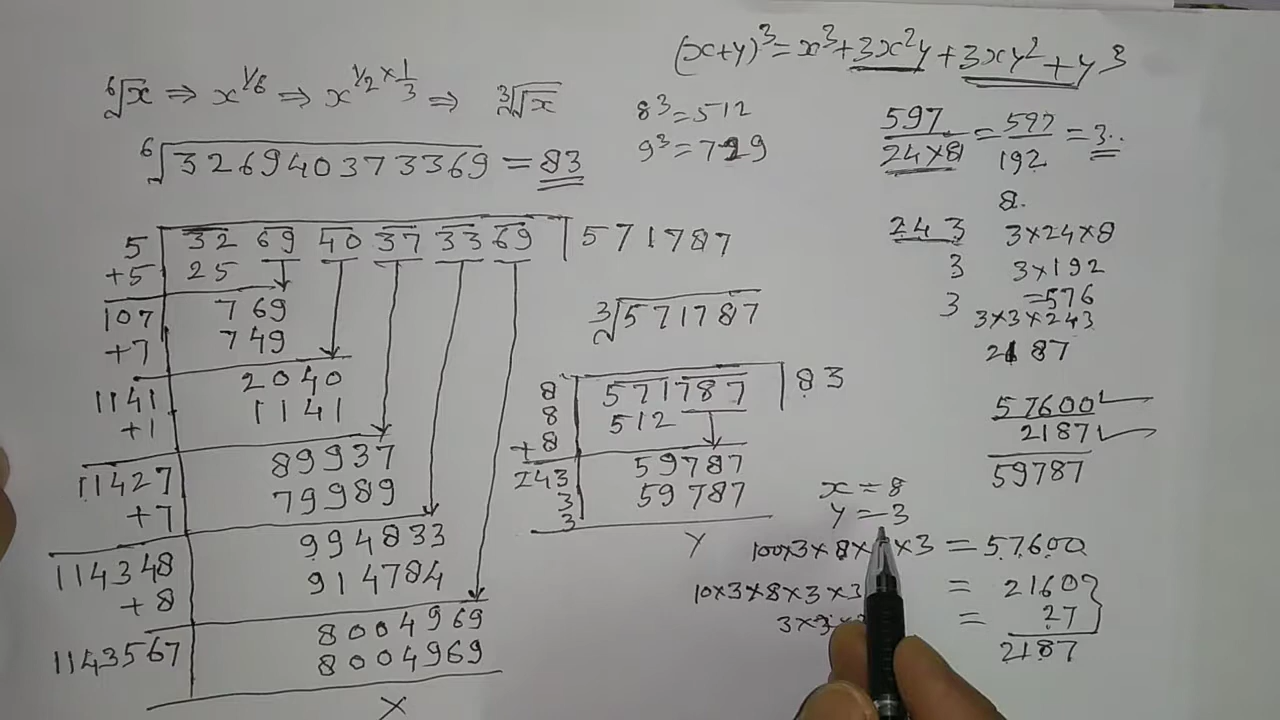 (x+y)³ = x³ + 3x²y + 3xy² + y³
⁶√x ⇒ x^1/6 ⇒ x^1/2 × 1/3 ⇒ ³√√x
8³ = 512
9³ = 729
⁶√326940373369 = 83
597/24×8 = 597/192 = 3..
8.
5 | 32 69 40 37 33 69 | 571787
+5 | 25
107 | 769
+7 | 749
1141 | 2040
+1 | 1141
11427 | 89937
+7 | 79989
114348 | 994833
+8 | 914784
1143567 | 8004969
8004969
X
³√571787
8 | 571787 | 83
8 | 512
+8
243 | 59787
3 | 59787
3
X
243 3×24×8
3 3×192
3 =576
3×3×243
2187
57600
2187
59787
x = 8
y = 3
100×3×8× ×3 = 57600
10×3×8×3×3 = 2160
3×3× = 27
2187